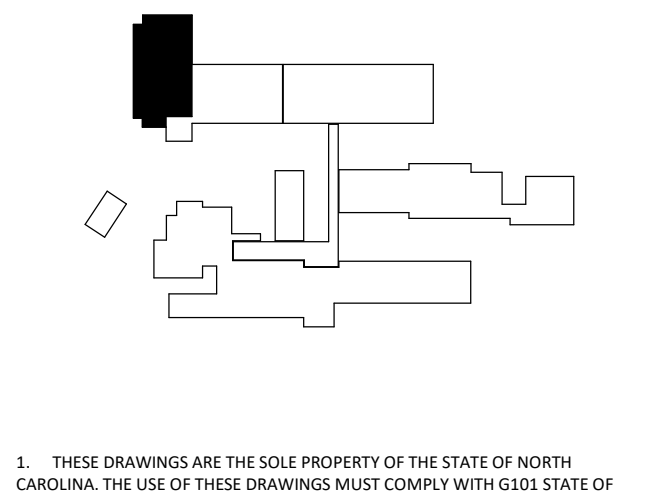 1. THESE DRAWINGS ARE THE SOLE PROPERTY OF THE STATE OF NORTH
CAROLINA. THE USE OF THESE DRAWINGS MUST COMPLY WITH G101 STATE OF